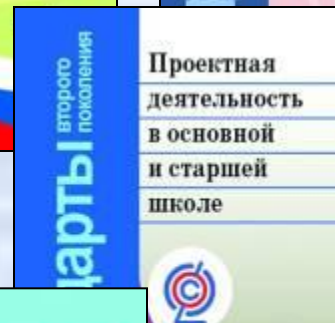 дарты второго
поколения
Проектная
деятельность
в основной
и старшей
школе